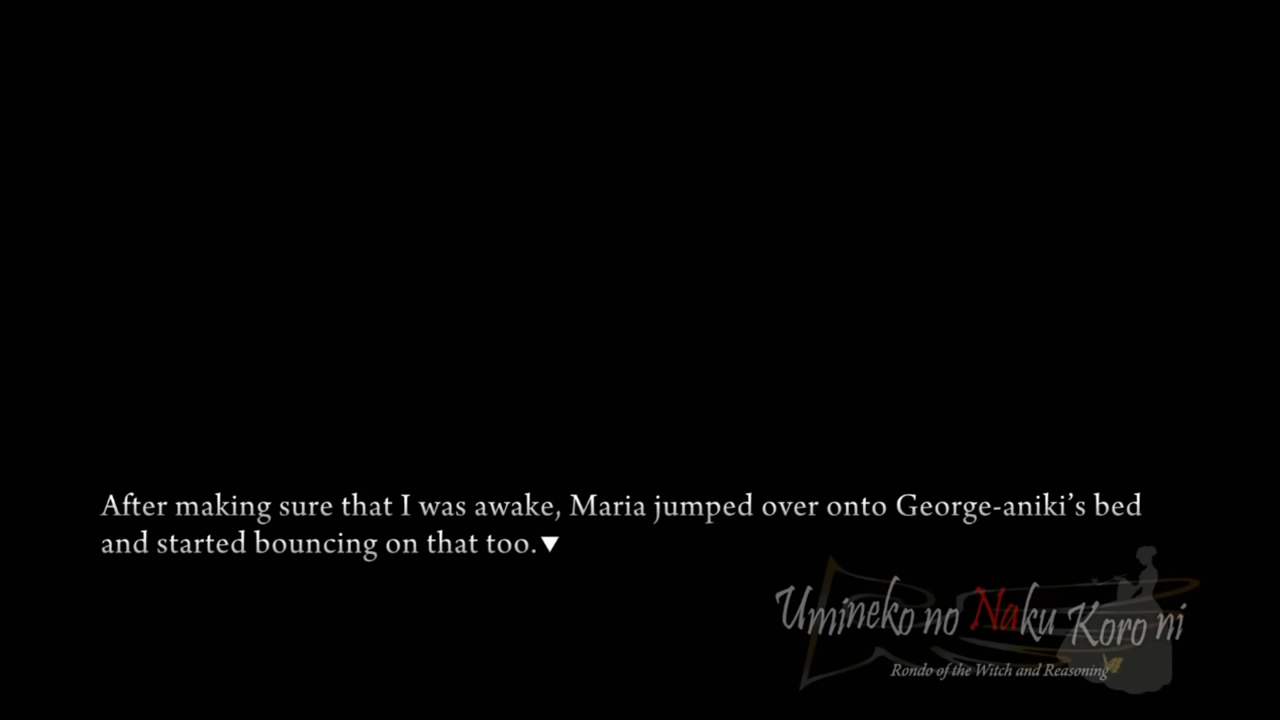 After making sure that I was awake, Maria jumped over onto George-aniki’s bed
and started bouncing on that too.
Umineko no Naku Koro ni
Rondo of the Witch and Reasoning